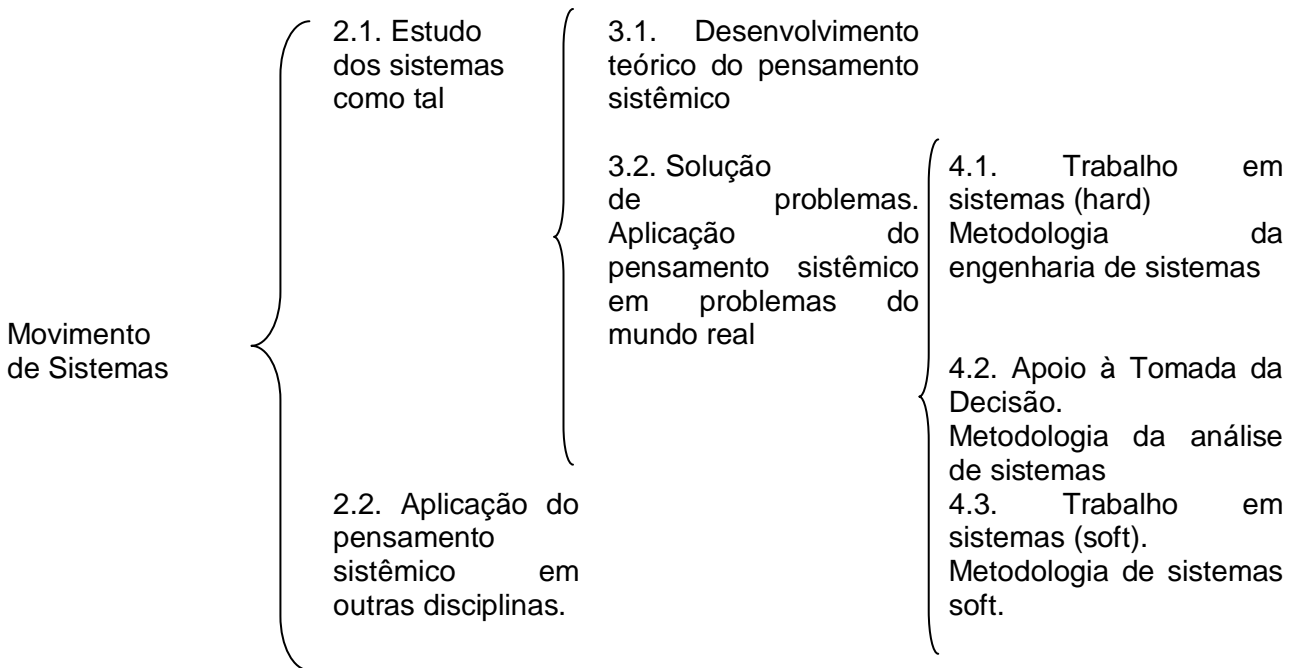 Movimento
de Sistemas
2.1. Estudo
dos sistemas
como tal
2.2. Aplicação do
pensamento
sistêmico em
outras disciplinas.
3.1. Desenvolvimento
teórico do pensamento
sistêmico
3.2. Solução
de problemas.
Aplicação do
pensamento sistêmico
em problemas do
mundo real
4.1. Trabalho em
sistemas (hard)
Metodologia da
engenharia de sistemas
4.2. Apoio à Tomada da
Decisão.
Metodologia da análise
de sistemas
4.3. Trabalho em
sistemas (soft).
Metodologia de sistemas
soft.